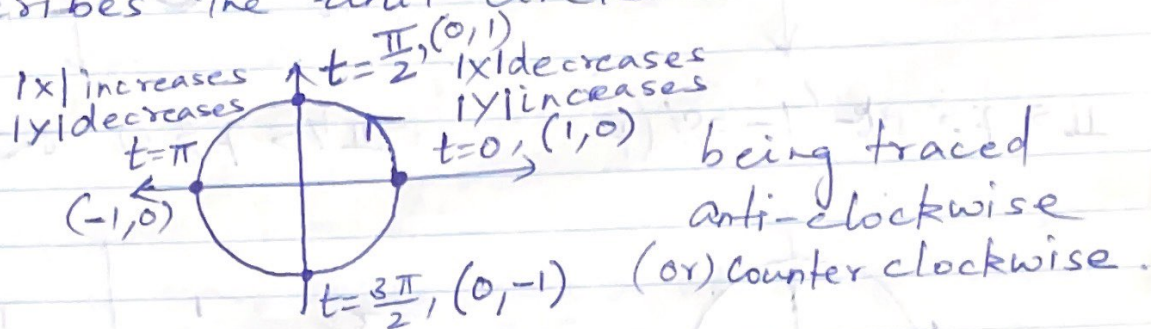 the
t=π/2, (0,1)
|x| increases
|y| decreases
|x| decreases
|y| increases
t=π
t=0, (1,0)
(-1,0)
t=3π/2, (0,-1)
being traced
anti-clockwise
(or) counter clockwise.